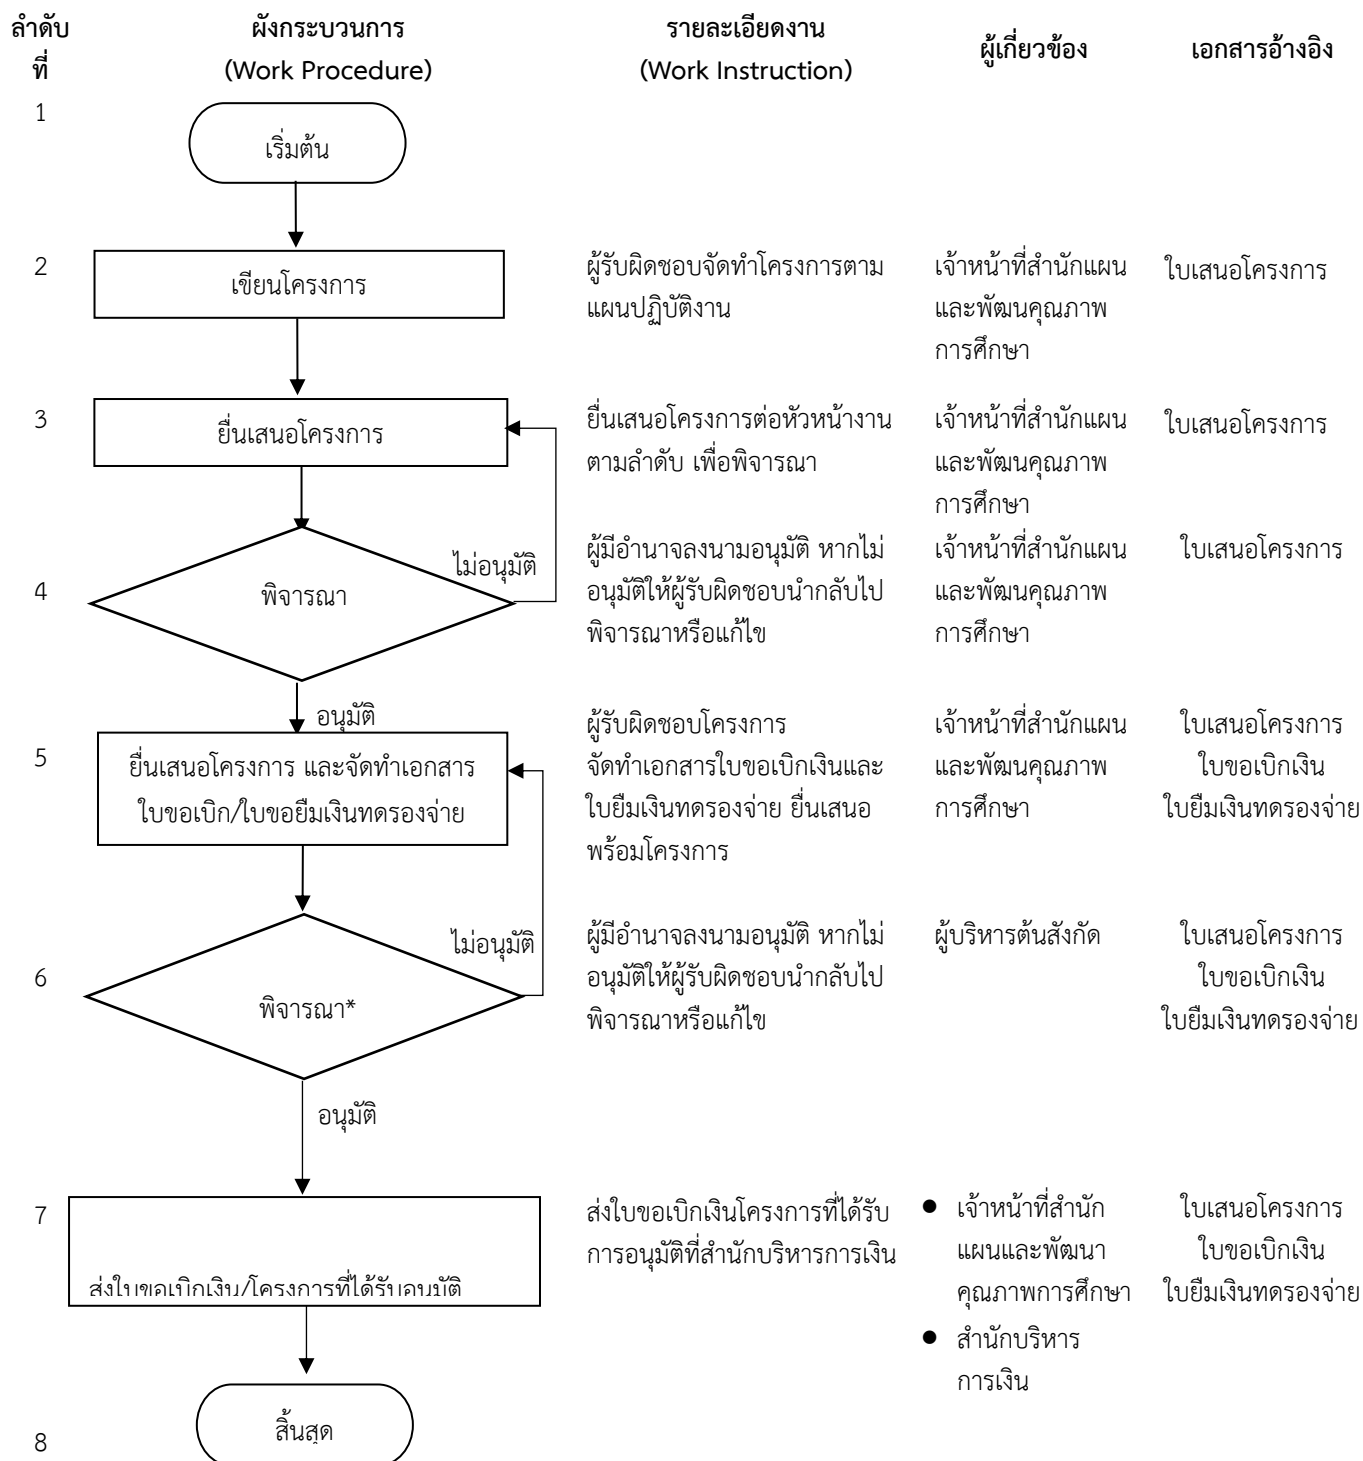 ลำดับ
ที่
ผังกระบวนการ
(Work Procedure)
รายละเอียดงาน
(Work Instruction)
ผู้เกี่ยวข้อง
เอกสารอ้างอิง
1
เริ่มต้น
2
เขียนโครงการ
ผู้รับผิดชอบจัดทำโครงการตาม
แผนปฏิบัติงาน
เจ้าหน้าที่สำนักแผน
และพัฒนคุณภาพ
การศึกษา
ใบเสนอโครงการ
3
ยื่นเสนอโครงการ
ยื่นเสนอโครงการต่อหัวหน้างาน
ตามลำดับ เพื่อพิจารณา
เจ้าหน้าที่สำนักแผน
และพัฒนคุณภาพ
การศึกษา
ใบเสนอโครงการ
4
พิจารณา
ไม่อนุมัติ
ผู้มีอำนาจลงนามอนุมัติ หากไม่
อนุมัติให้ผู้รับผิดชอบนำกลับไป
พิจารณาหรือแก้ไข
เจ้าหน้าที่สำนักแผน
และพัฒนคุณภาพ
การศึกษา
ใบเสนอโครงการ
อนุมัติ
5
ยื่นเสนอโครงการ และจัดทำเอกสาร
ใบขอเบิก/ใบขอยืมเงินทดรองจ่าย
ผู้รับผิดชอบโครงการ
จัดทำเอกสารใบขอเบิกเงินและ
ใบยืมเงินทดรองจ่าย ยื่นเสนอ
พร้อมโครงการ
เจ้าหน้าที่สำนักแผน
และพัฒนคุณภาพ
การศึกษา
ใบเสนอโครงการ
ใบขอเบิกเงิน
ใบยืมเงินทดรองจ่าย
6
พิจารณา*
ไม่อนุมัติ
ผู้มีอำนาจลงนามอนุมัติ หากไม่
อนุมัติให้ผู้รับผิดชอบนำกลับไป
พิจารณาหรือแก้ไข
ผู้บริหารต้นสังกัด
ใบเสนอโครงการ
ใบขอเบิกเงิน
ใบยืมเงินทดรองจ่าย
อนุมัติ
7
ส่งใบขอเบิกเงิน/โครงการที่ได้รับอนุมัติ
ส่งใบขอเบิกเงินโครงการที่ได้รับ
การอนุมัติที่สำนักบริหารการเงิน
● เจ้าหน้าที่สำนัก
แผนและพัฒนา
คุณภาพการศึกษา
● สำนักบริหาร
การเงิน
ใบเสนอโครงการ
ใบขอเบิกเงิน
ใบยืมเงินทดรองจ่าย
8
สิ้นสุด